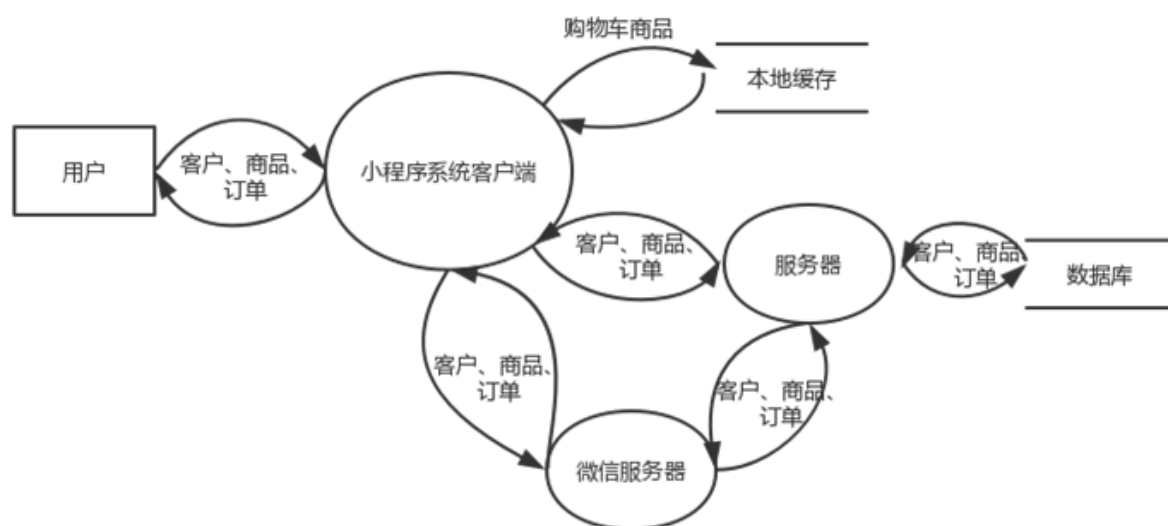 购物车商品
本地缓存
用户
客户、商品、
订单
小程序系统客户端
客户、商品、
订单
服务器
客户、商品、
订单
数据库
客户、商品、
订单
客户、商品、
订单
微信服务器